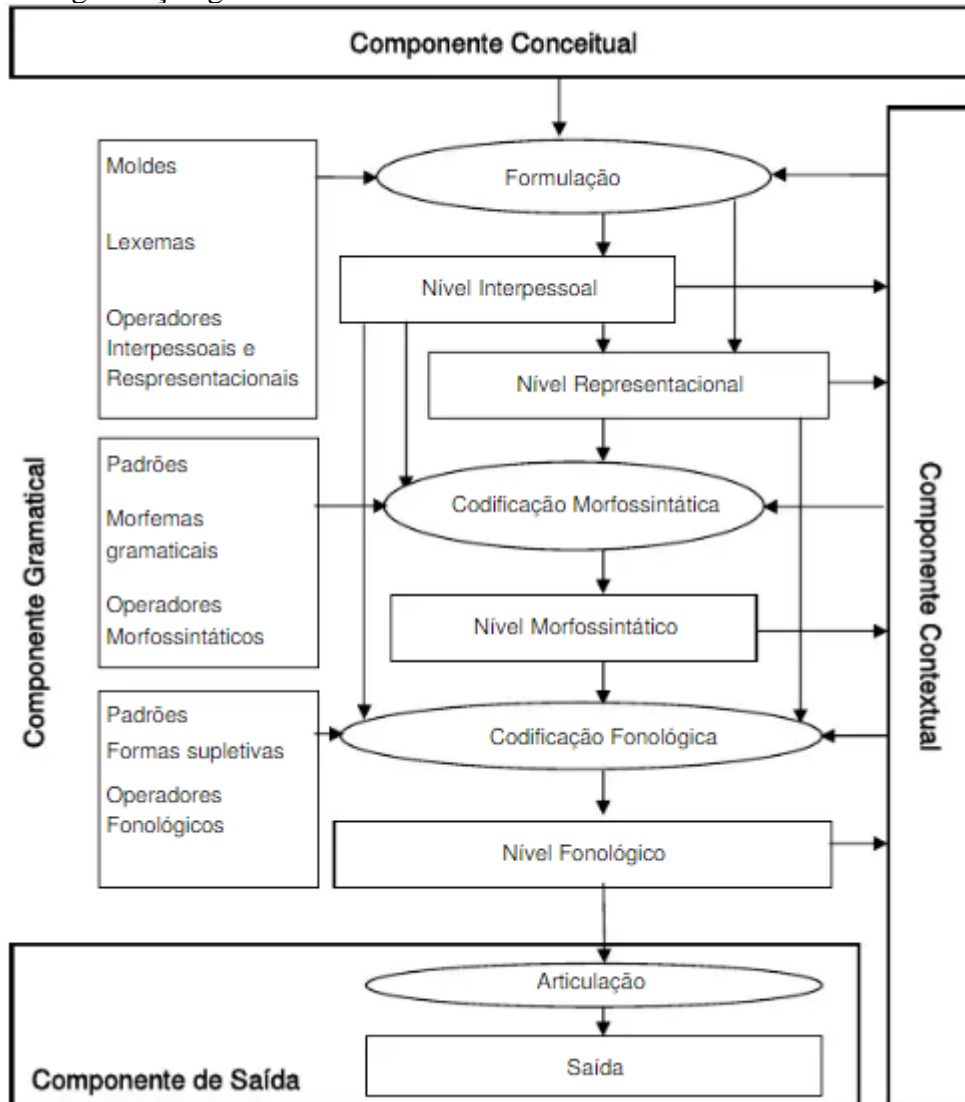 Componente Conceitual
Moldes
Lexemas
Operadores
Interpessoais e
Respresentacionais
Formulação
Nível Interpessoal
Nível Representacional
Componente Gramatical
Padrões
Morfemas
gramaticais
Operadores
Morfossintáticos
Codificação Morfossintática
Nível Morfossintático
Componente Contextual
Padrões
Formas supletivas
Operadores
Fonológicos
Codificação Fonológica
Nível Fonológico
Articulação
Saída
Componente de Saída